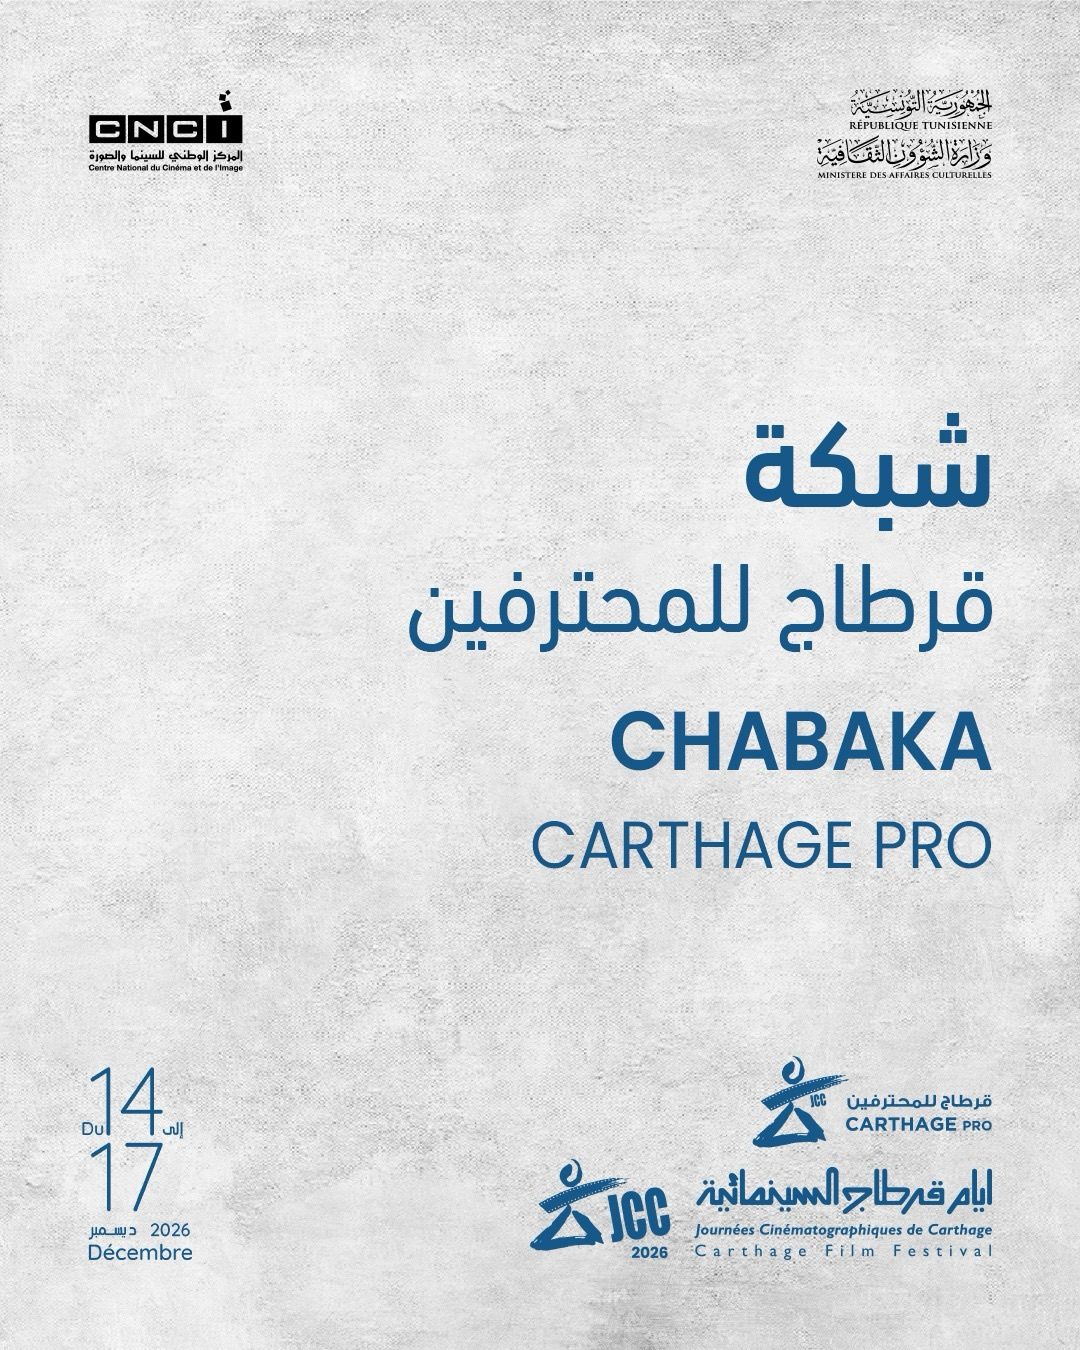 CNCI
المركز الوطني للسينما والصورة
Centre National du Cinéma et de l'Image
الجمهورية التونسية
RÉPUBLIQUE TUNISIENNE
وزارة الشؤون الثقافية
MINISTERE DES AFFAIRES CULTURELLES
شبكة
قرطاج للمحترفين
CHABAKA
CARTHAGE PRO
Du 14 إلى
17
ديسمبر 2026
Décembre
JCC
قرطاج للمحترفين
CARTHAGE PRO
JCC
2026
ايام قرطاج السينمائية
Journées Cinématographiques de Carthage
Carthage Film Festival